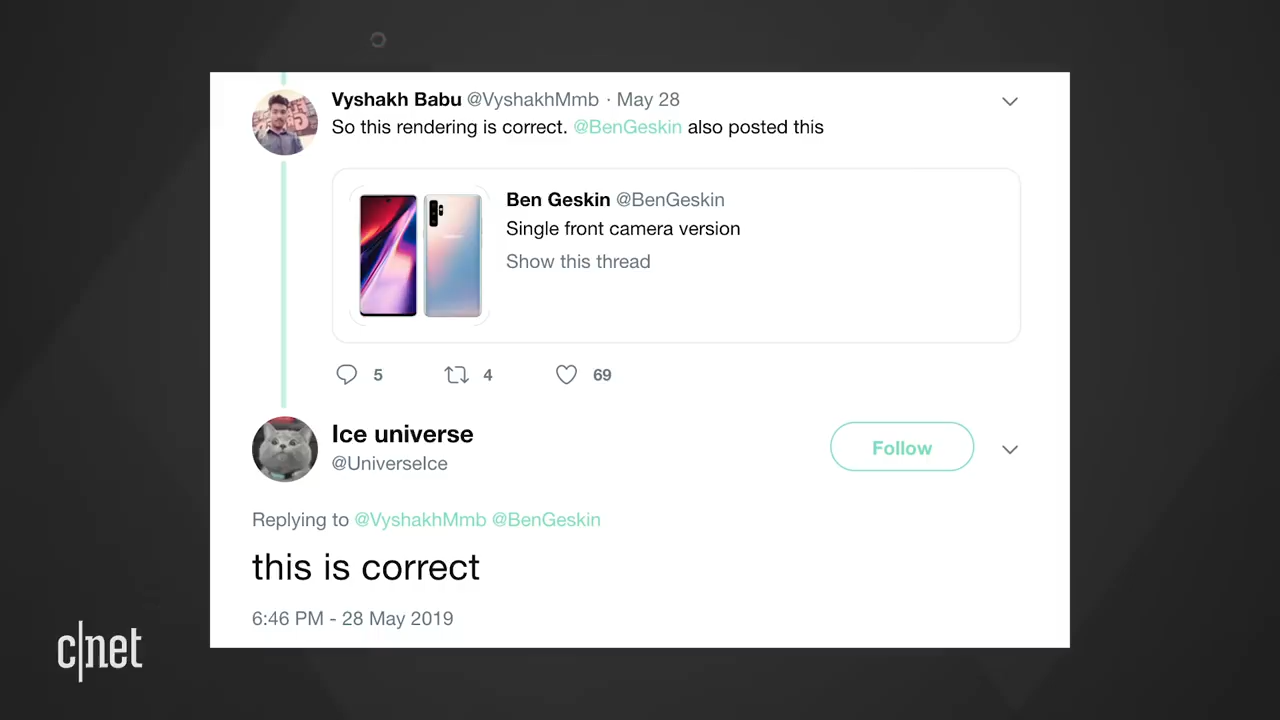 Vyshakh Babu @VyshakhMmb · May 28
So this rendering is correct. @BenGeskin also posted this
Ben Geskin @BenGeskin
Single front camera version
Show this thread
5 4 69
Ice universe
@UniverseIce
Follow
Replying to @VyshakhMmb @BenGeskin
this is correct
6:46 PM - 28 May 2019
c|net